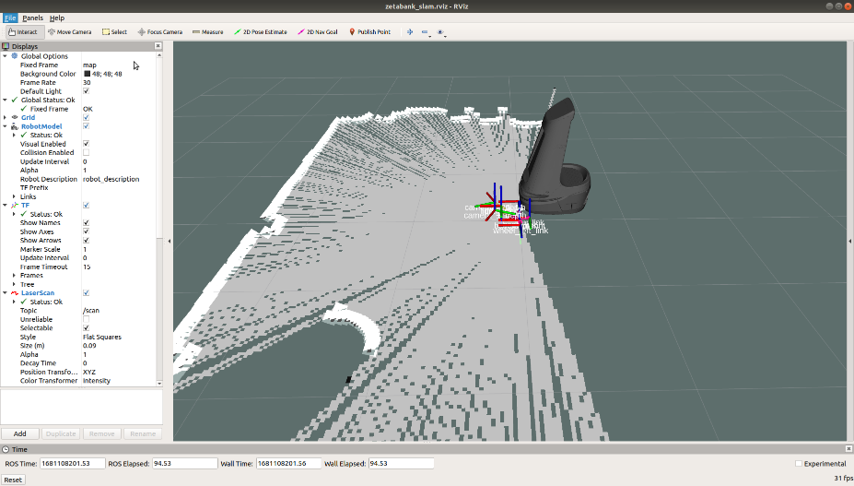 zetabank_slam.rviz - RViz
File Panels Help
Interact Move Camera Select Focus Camera Measure 2D Pose Estimate 2D Nav Goal Publish Point
Displays
Global Options
Fixed Frame map
Background Color 48; 48; 48
Frame Rate 30
Default Light
Global Status: Ok
Fixed Frame OK
Grid
RobotModel
Status: Ok
Visual Enabled
Collision Enabled
Update Interval 0
Alpha 1
Robot Description robot_description
TF Prefix
Links
TF
Status: Ok
Show Names
Show Axes
Show Arrows
Marker Scale 1
Update Interval 0
Frame Timeout 15
Frames
Tree
LaserScan
Status: Ok
Topic /scan
Unreliable
Selectable
Style Flat Squares
Size (m) 0.09
Alpha 1
Decay Time 0
Position Transfo... XYZ
Color Transformer Intensity
Add Duplicate Remove Rename
Time
ROS Time: 1681108201.53 ROS Elapsed: 94.53 Wall Time: 1681108201.56 Wall Elapsed: 94.53 Experimental
Reset 31 fps